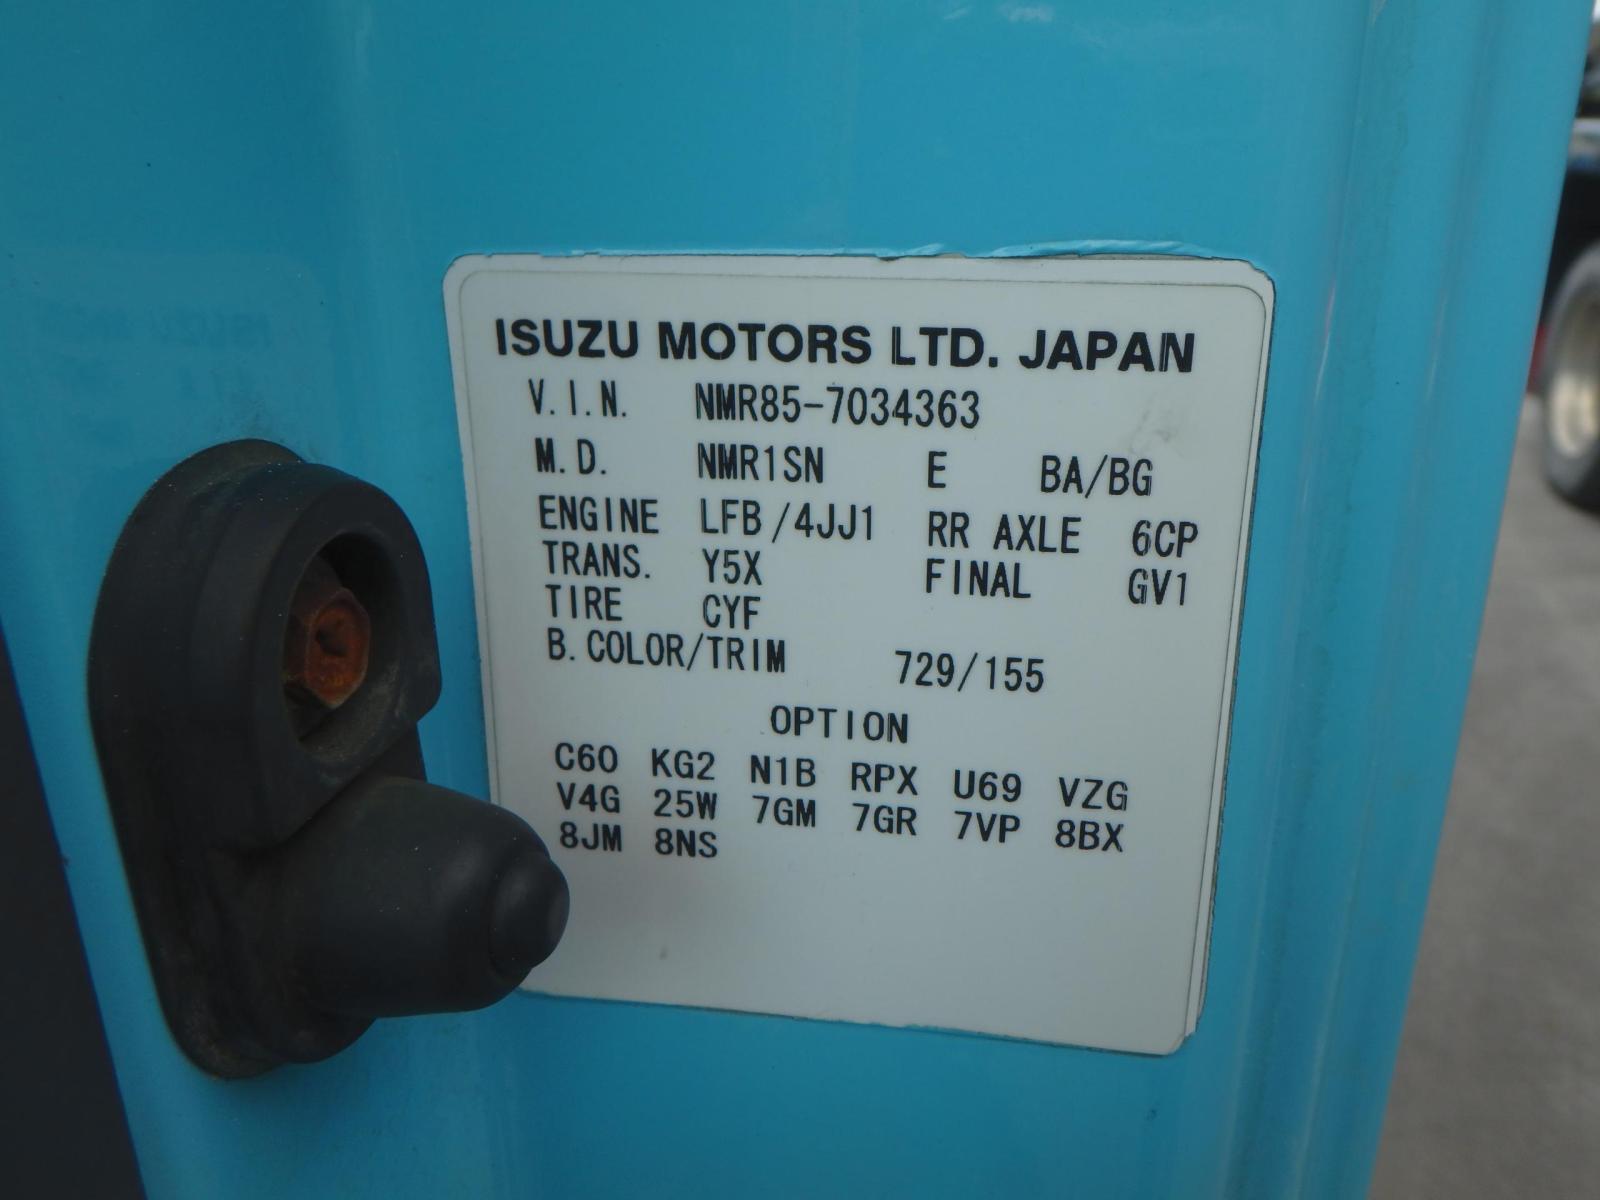 ISUZU MOTORS LTD. JAPAN
V.I.N. NMR85-7034363
M.D. NMR1SN E BA/BG
ENGINE LFB/4JJ1 RR AXLE 6CP
TRANS. Y5X FINAL GV1
TIRE CYF
B.COLOR/TRIM 729/155
OPTION
C60 KG2 N1B RPX U69 VZG
V4G 25W 7GM 7GR 7VP 8BX
8JM 8NS